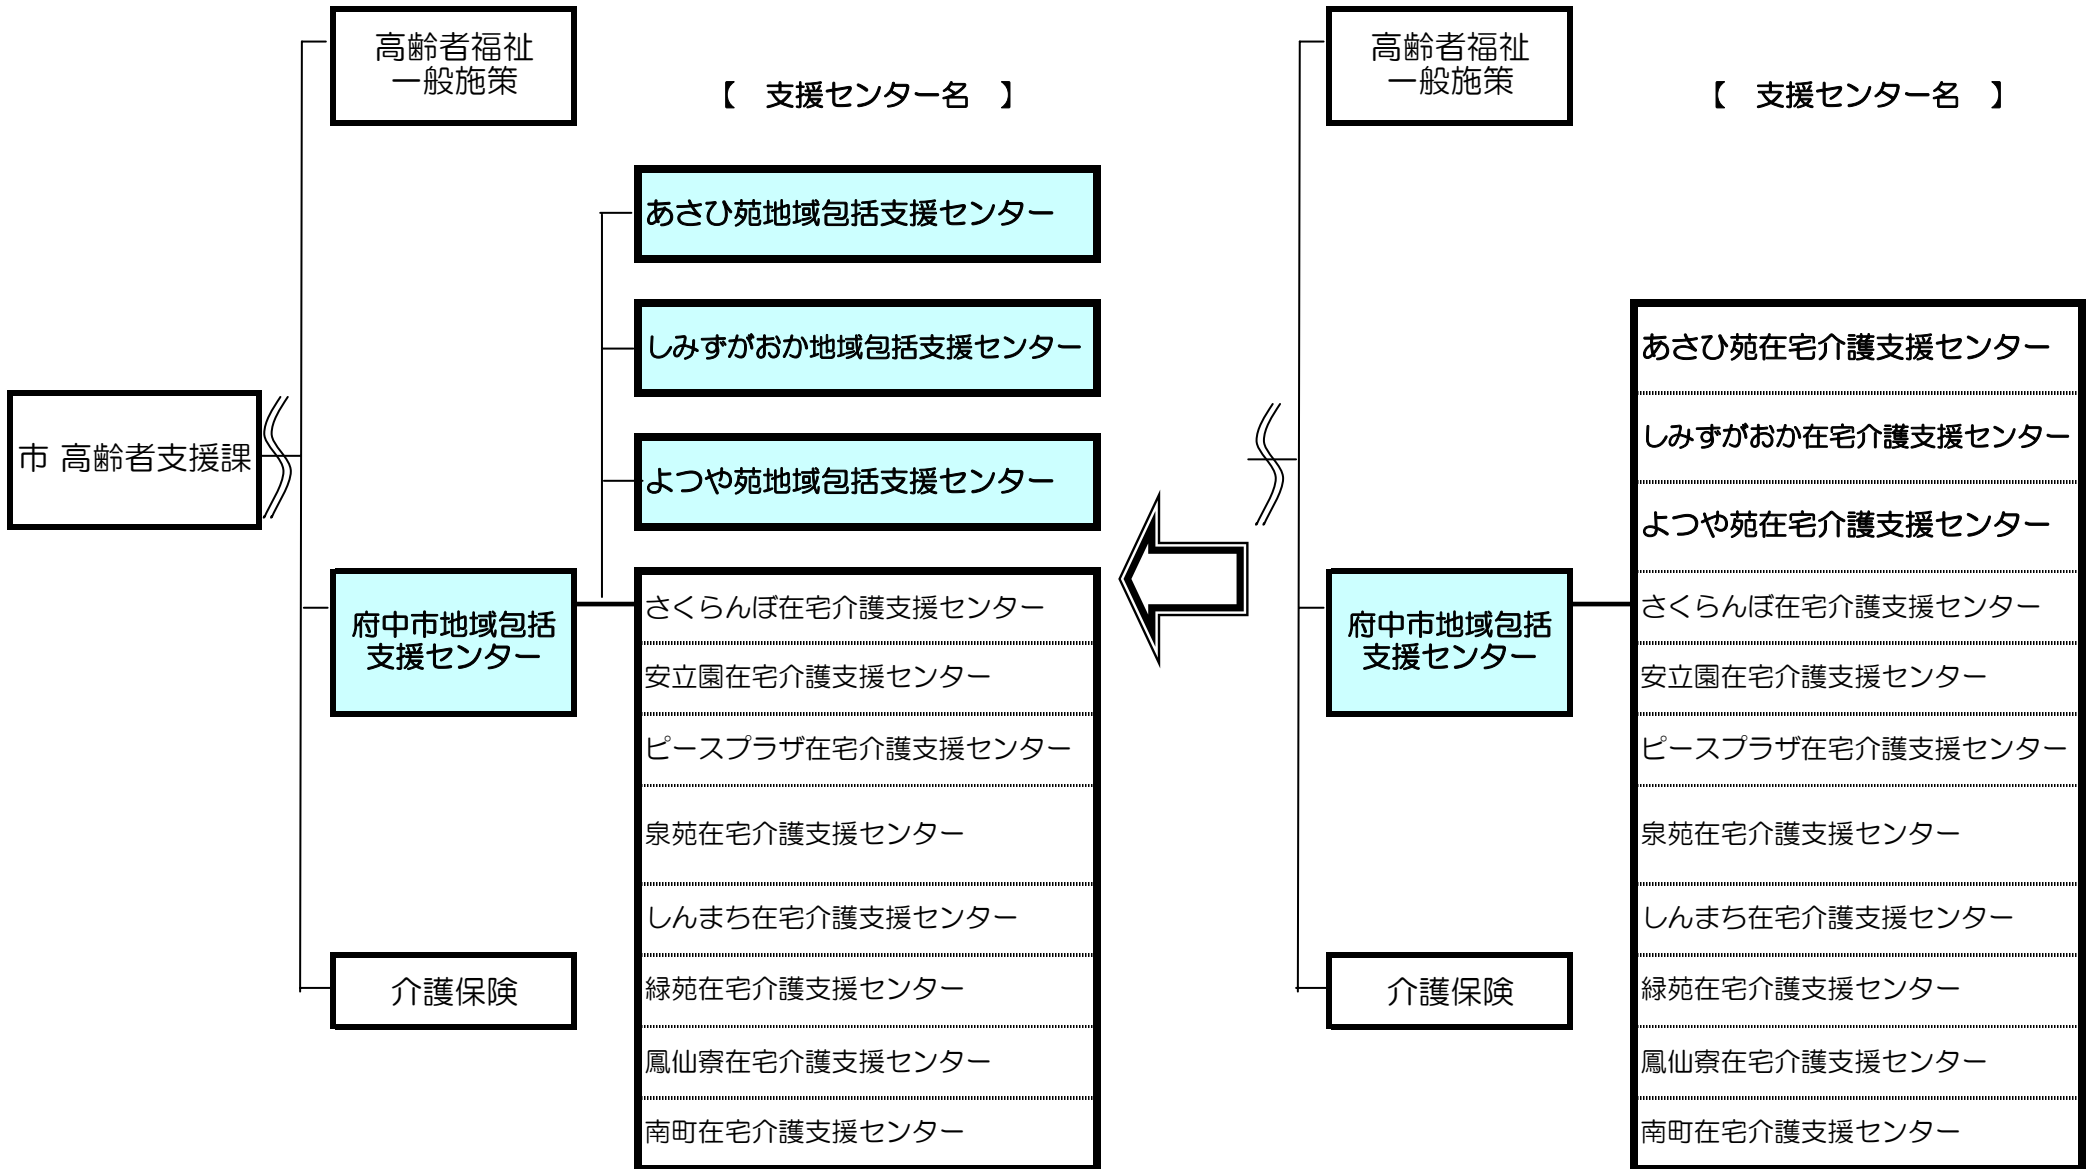 市 高齢者支援課
高齢者福祉
一般施策
府中市地域包括
支援センター
介護保険
【　支援センター名　】
あさひ苑地域包括支援センター
しみずがおか地域包括支援センター
よつや苑地域包括支援センター
さくらんぼ在宅介護支援センター
安立園在宅介護支援センター
ピースプラザ在宅介護支援センター
泉苑在宅介護支援センター
しんまち在宅介護支援センター
緑苑在宅介護支援センター
鳳仙寮在宅介護支援センター
南町在宅介護支援センター
高齢者福祉
一般施策
府中市地域包括
支援センター
介護保険
【　支援センター名　】
あさひ苑在宅介護支援センター
しみずがおか在宅介護支援センター
よつや苑在宅介護支援センター
さくらんぼ在宅介護支援センター
安立園在宅介護支援センター
ピースプラザ在宅介護支援センター
泉苑在宅介護支援センター
しんまち在宅介護支援センター
緑苑在宅介護支援センター
鳳仙寮在宅介護支援センター
南町在宅介護支援センター